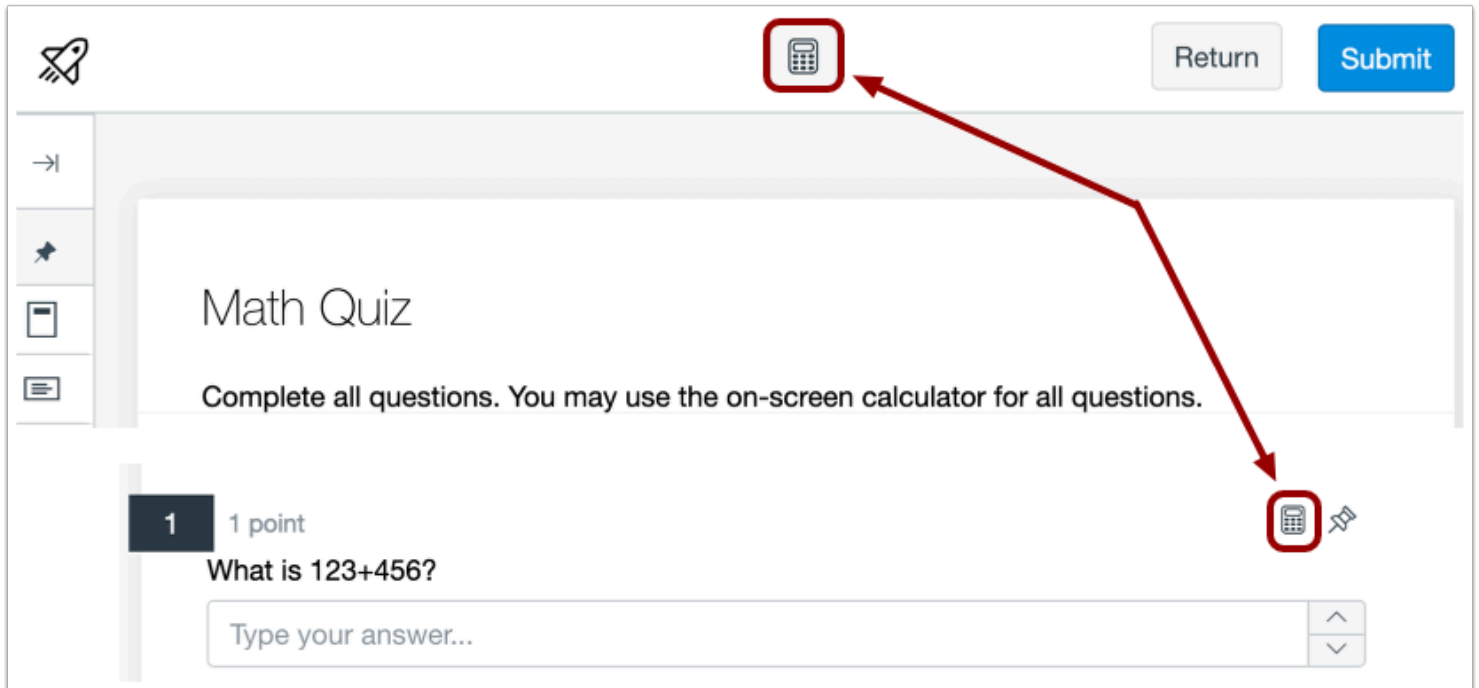 Return
Submit
Math Quiz
Complete all questions. You may use the on-screen calculator for all questions.
1
1 point
What is 123+456?
Type your answer...